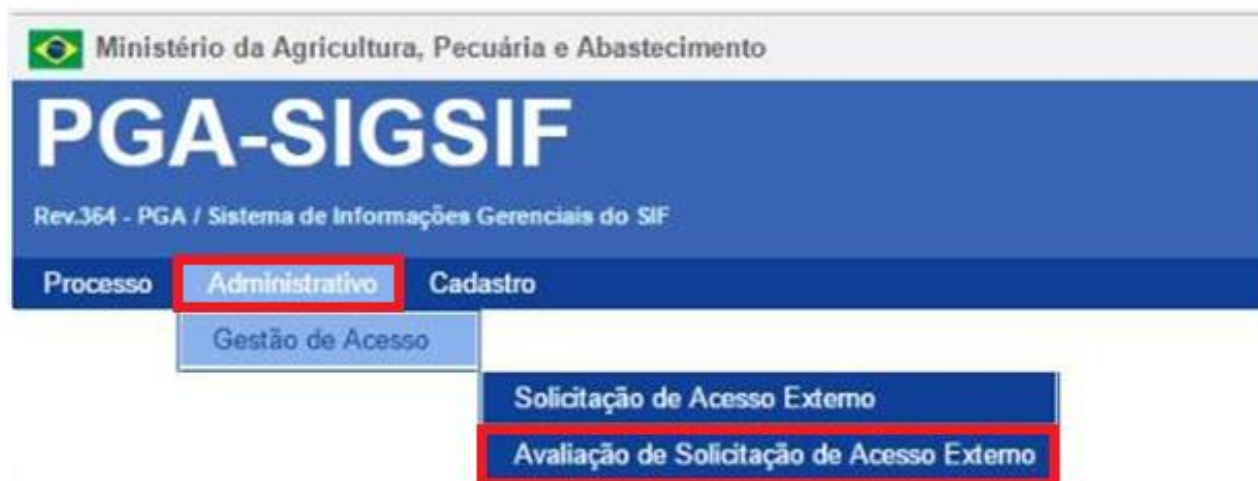 Ministério da Agricultura, Pecuária e Abastecimento
PGA-SIGSIF
Rev.364 - PGA / Sistema de Informações Gerenciais do SIF
Processo Administrativo Cadastro
Gestão de Acesso
Solicitação de Acesso Externo
Avaliação de Solicitação de Acesso Externo